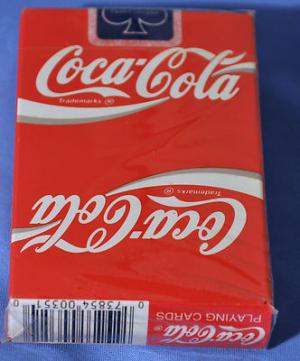 Coca-Cola
Trademarks ®
Trademarks ®
Coca-Cola
0 73854 00351 0
Coca-Cola
PLAYING CARDS